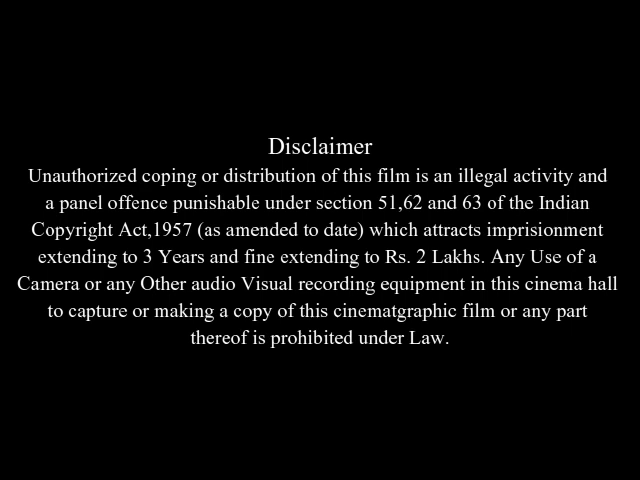 Disclaimer
Unauthorized coping or distribution of this film is an illegal activity and
a panel offence punishable under section 51,62 and 63 of the Indian
Copyright Act,1957 (as amended to date) which attracts imprisionment
extending to 3 Years and fine extending to Rs. 2 Lakhs. Any Use of a
Camera or any Other audio Visual recording equipment in this cinema hall
to capture or making a copy of this cinematgraphic film or any part
thereof is prohibited under Law.